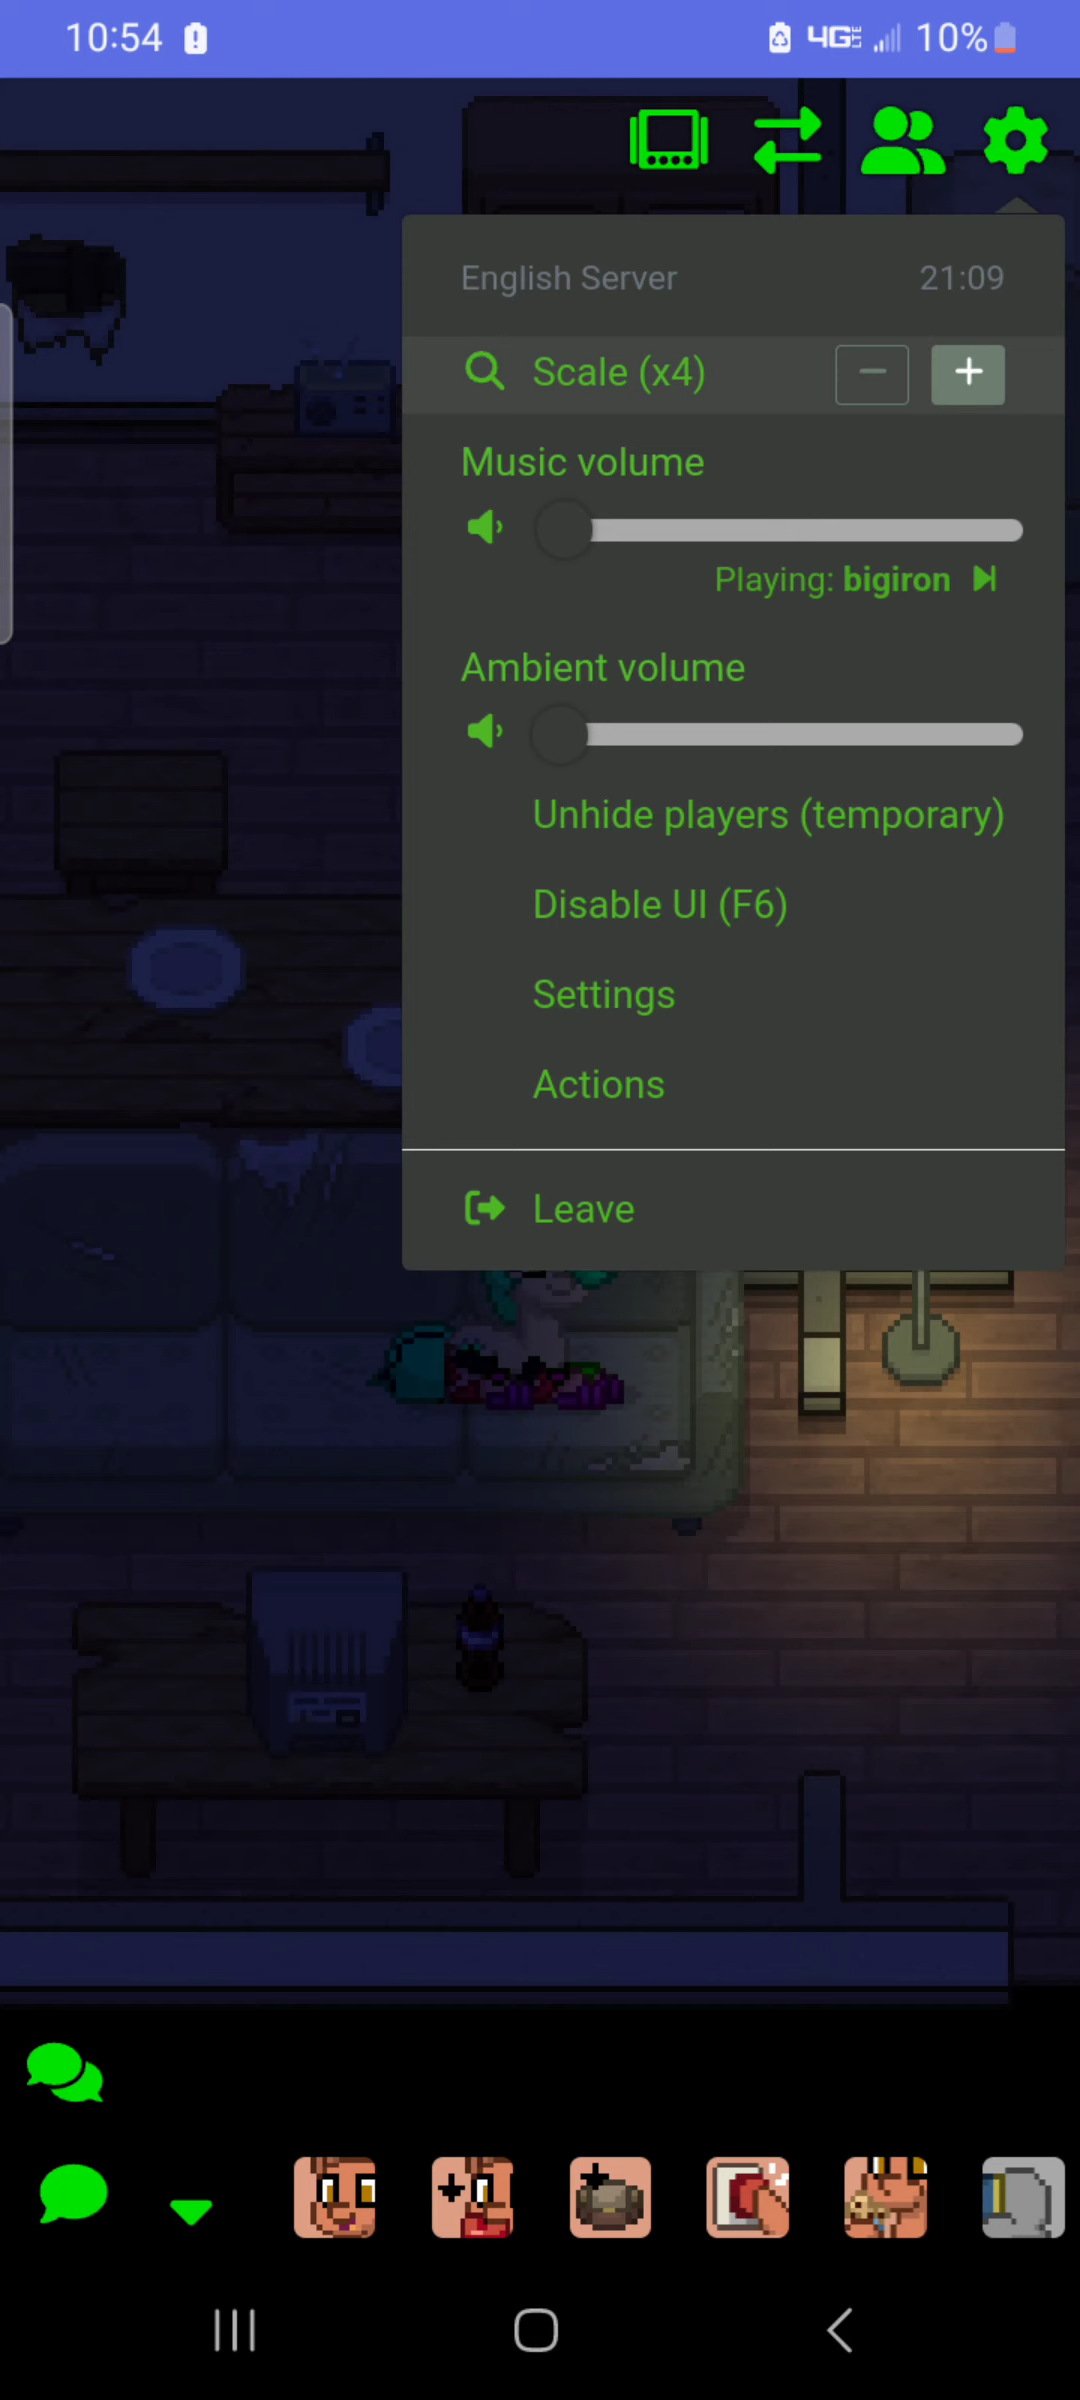 10:54
4G LTE 10%
English Server 21:09
Scale (x4) − +
Music volume
Playing: bigiron
Ambient volume
Unhide players (temporary)
Disable UI (F6)
Settings
Actions
Leave